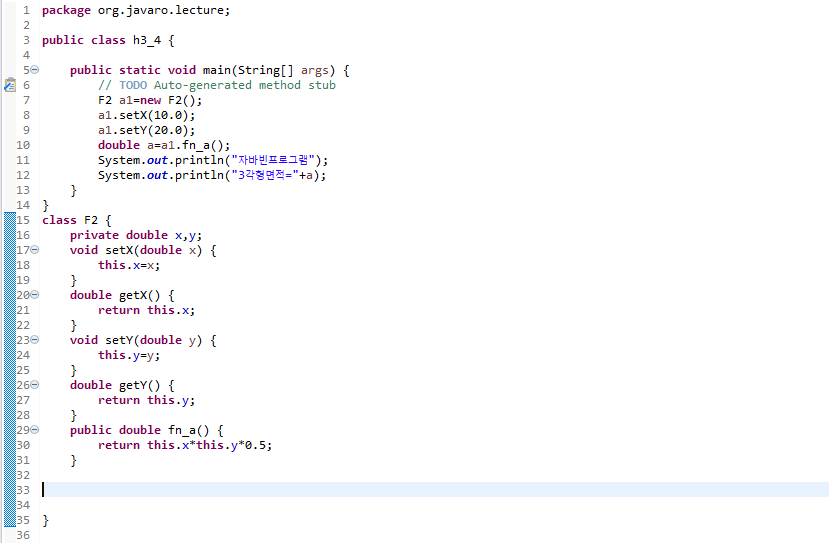 1 package org.javaro.lecture;
2
3 public class h3_4 {
4
5 public static void main(String[] args) {
6 // TODO Auto-generated method stub
7 F2 a1=new F2();
8 a1.setX(10.0);
9 a1.setY(20.0);
10 double a=a1.fn_a();
11 System.out.println("자바빈프로그램");
12 System.out.println("3각형면적="+a);
13 }
14 }
15 class F2 {
16 private double x,y;
17 void setX(double x) {
18 this.x=x;
19 }
20 double getX() {
21 return this.x;
22 }
23 void setY(double y) {
24 this.y=y;
25 }
26 double getY() {
27 return this.y;
28 }
29 public double fn_a() {
30 return this.x*this.y*0.5;
31 }
32
33
34
35 }
36